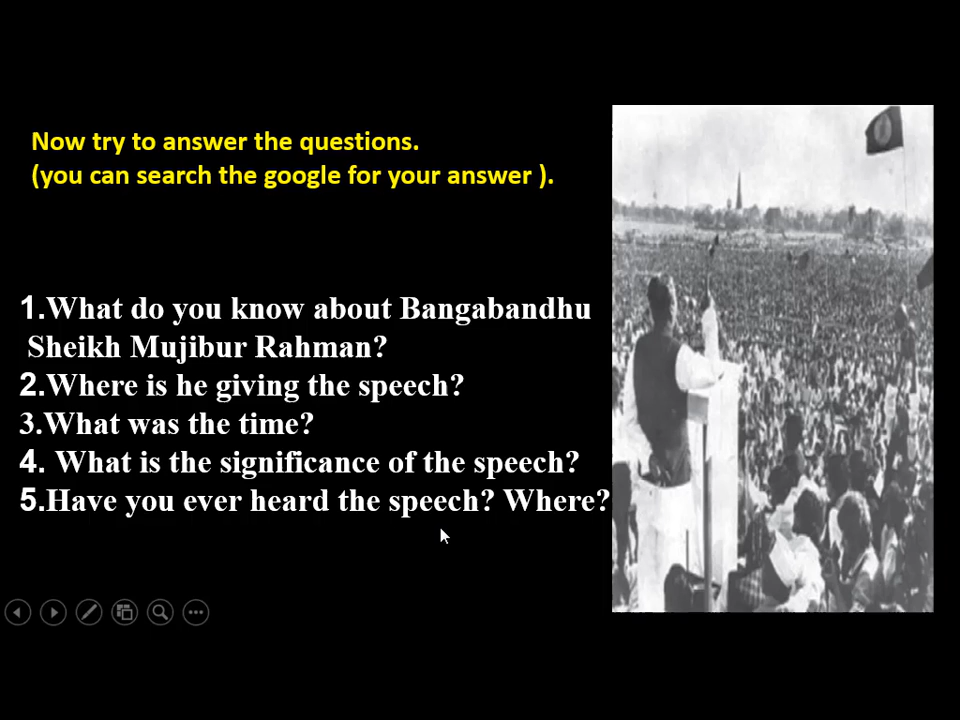 Now try to answer the questions.
(you can search the google for your answer ).
1.What do you know about Bangabandhu
Sheikh Mujibur Rahman?
2.Where is he giving the speech?
3.What was the time?
4. What is the significance of the speech?
5.Have you ever heard the speech? Where?